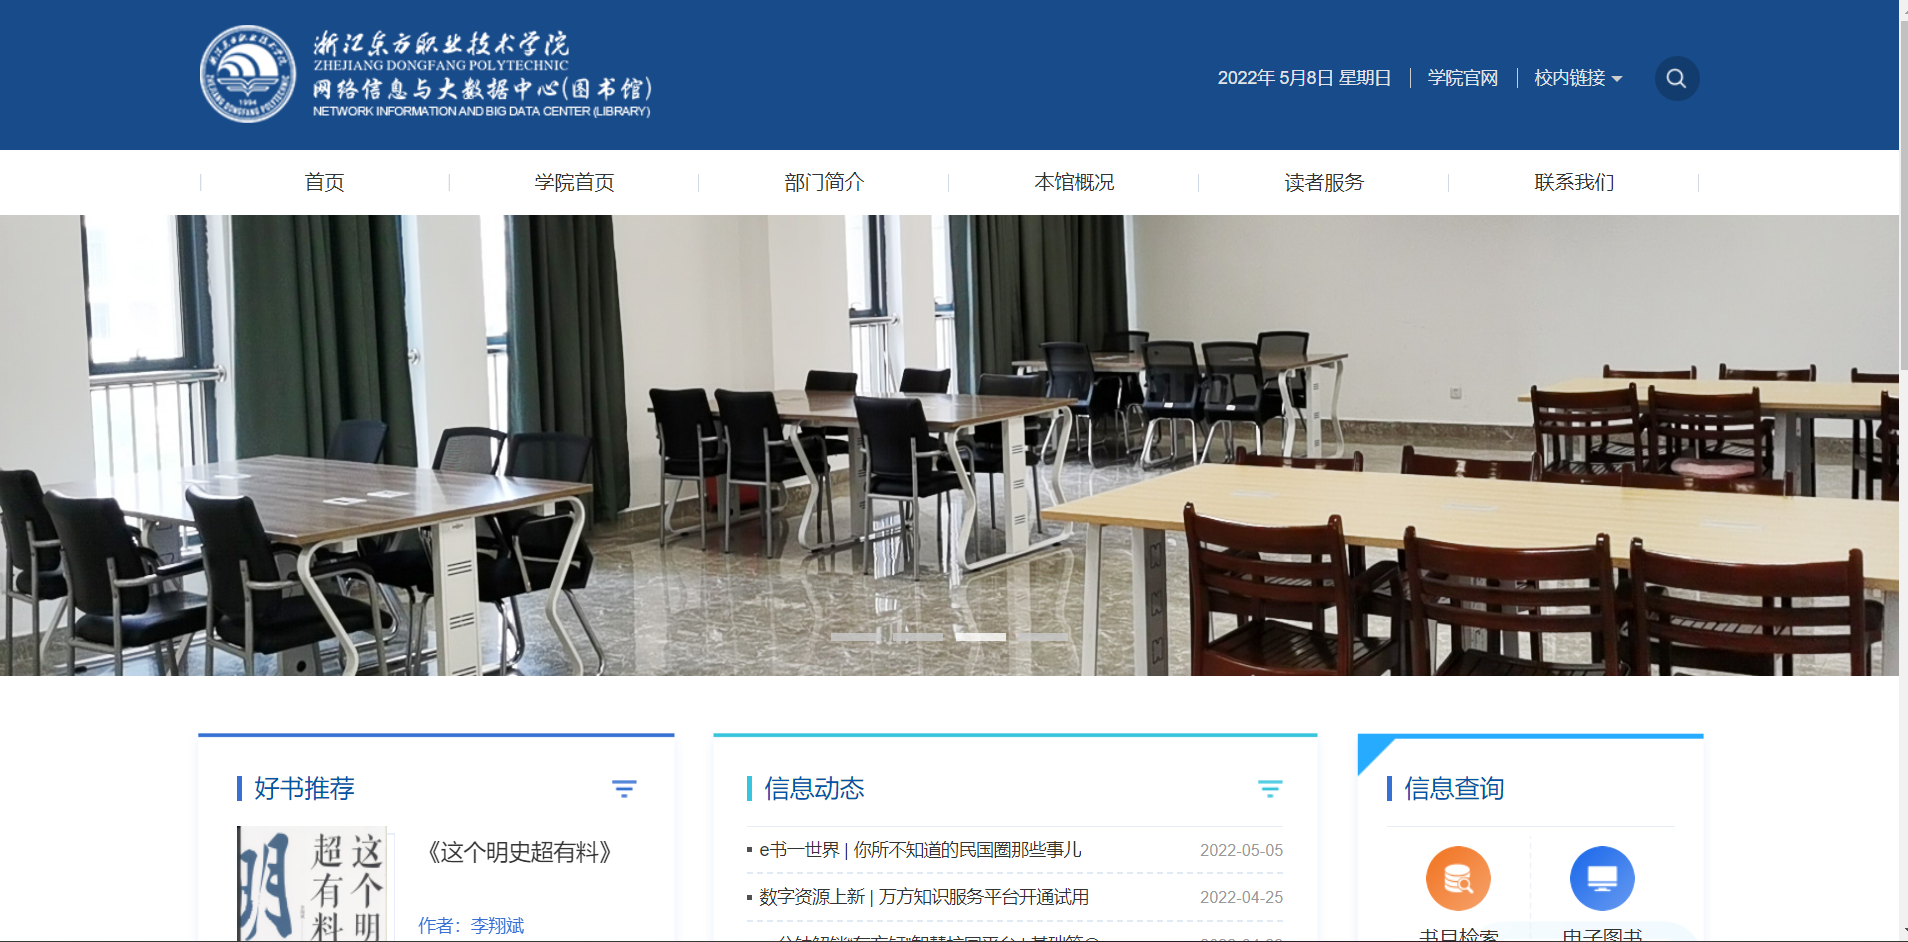 浙江东方职业技术学院
ZHEJIANG DONGFANG POLYTECHNIC
网络信息与大数据中心(图书馆)
NETWORK INFORMATION AND BIG DATA CENTER (LIBRARY)
1994
2022年 5月8日 星期日
学院官网
校内链接
首页
学院首页
部门简介
本馆概况
读者服务
联系我们
好书推荐
这个明
超有料
明
《这个明史超有料》
作者：李翔斌
信息动态
e书一世界 | 你所不知道的民国圈那些事儿 2022-05-05
数字资源上新 | 万方知识服务平台开通试用 2022-04-25
信息查询
书目检索
电子图书